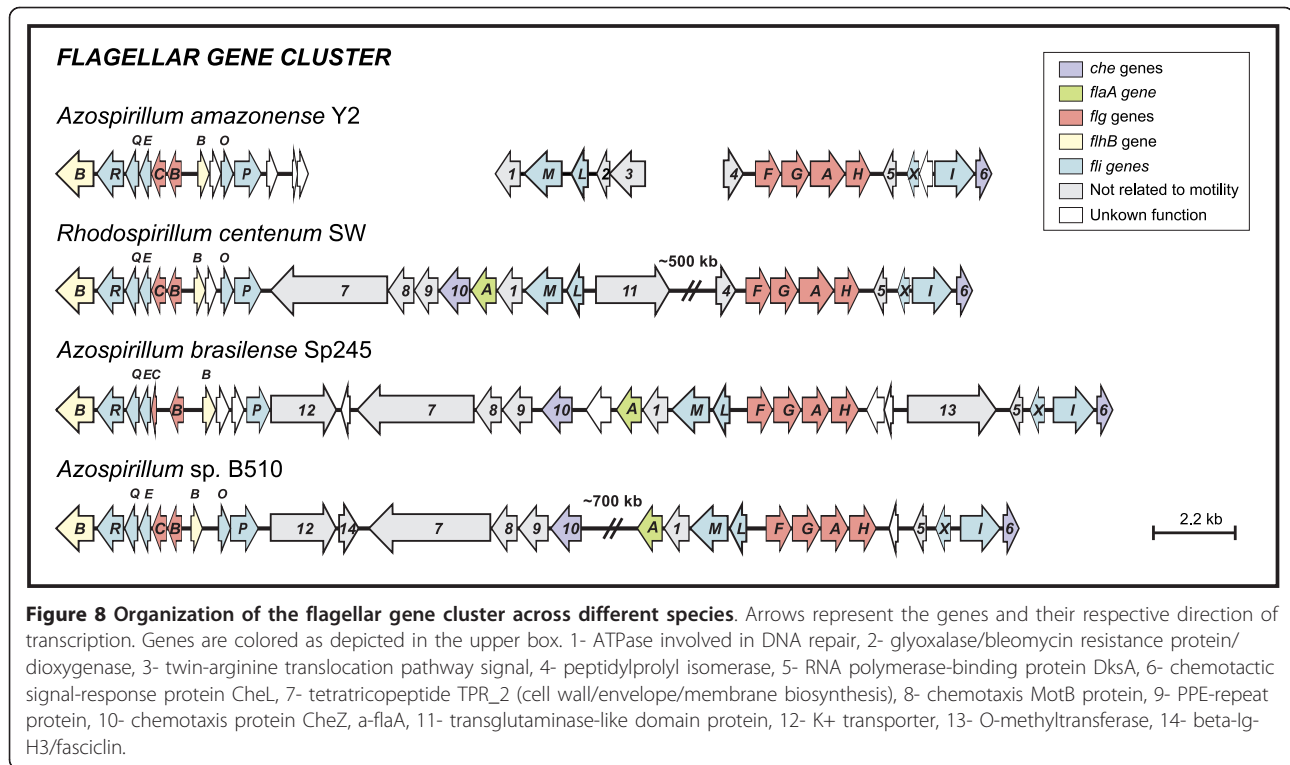 FLAGELLAR GENE CLUSTER
che genes
flaA gene
flg genes
flhB gene
fli genes
Not related to motility
Unkown function
Azospirillum amazonense Y2
Q E B O
B R C B P 1 M L 2 3 4 F G A H 5 X I 6
Rhodospirillum centenum SW
Q E B O ~500 kb
B R C B P 7 8 9 10 A 1 M L 11 4 F G A H 5 X I 6
Azospirillum brasilense Sp245
Q E C B
B R B P 12 7 8 9 10 A 1 M L F G A H 13 5 X I 6
Azospirillum sp. B510
Q E B O ~700 kb
B R C B P 12 14 7 8 9 10 A 1 M L F G A H 5 X I 6
2.2 kb
Figure 8 Organization of the flagellar gene cluster across different species. Arrows represent the genes and their respective direction of
transcription. Genes are colored as depicted in the upper box. 1- ATPase involved in DNA repair, 2- glyoxalase/bleomycin resistance protein/
dioxygenase, 3- twin-arginine translocation pathway signal, 4- peptidylprolyl isomerase, 5- RNA polymerase-binding protein DksA, 6- chemotactic
signal-response protein CheL, 7- tetratricopeptide TPR_2 (cell wall/envelope/membrane biosynthesis), 8- chemotaxis MotB protein, 9- PPE-repeat
protein, 10- chemotaxis protein CheZ, a-flaA, 11- transglutaminase-like domain protein, 12- K+ transporter, 13- O-methyltransferase, 14- beta-Ig-
H3/fasciclin.